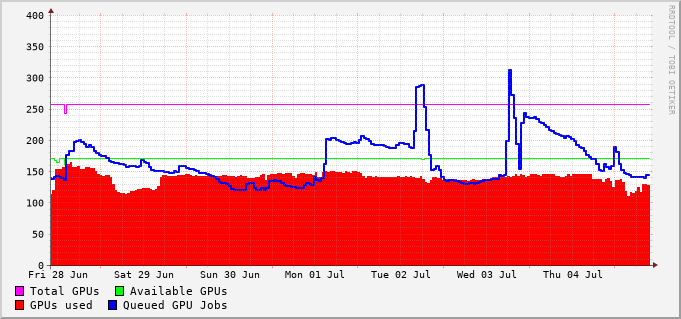 400
350
300
250
200
150
100
50
0
Fri 28 Jun Sat 29 Jun Sun 30 Jun Mon 01 Jul Tue 02 Jul Wed 03 Jul Thu 04 Jul
Total GPUs Available GPUs
GPUs used Queued GPU Jobs
RRDTOOL / TOBI OETIKER